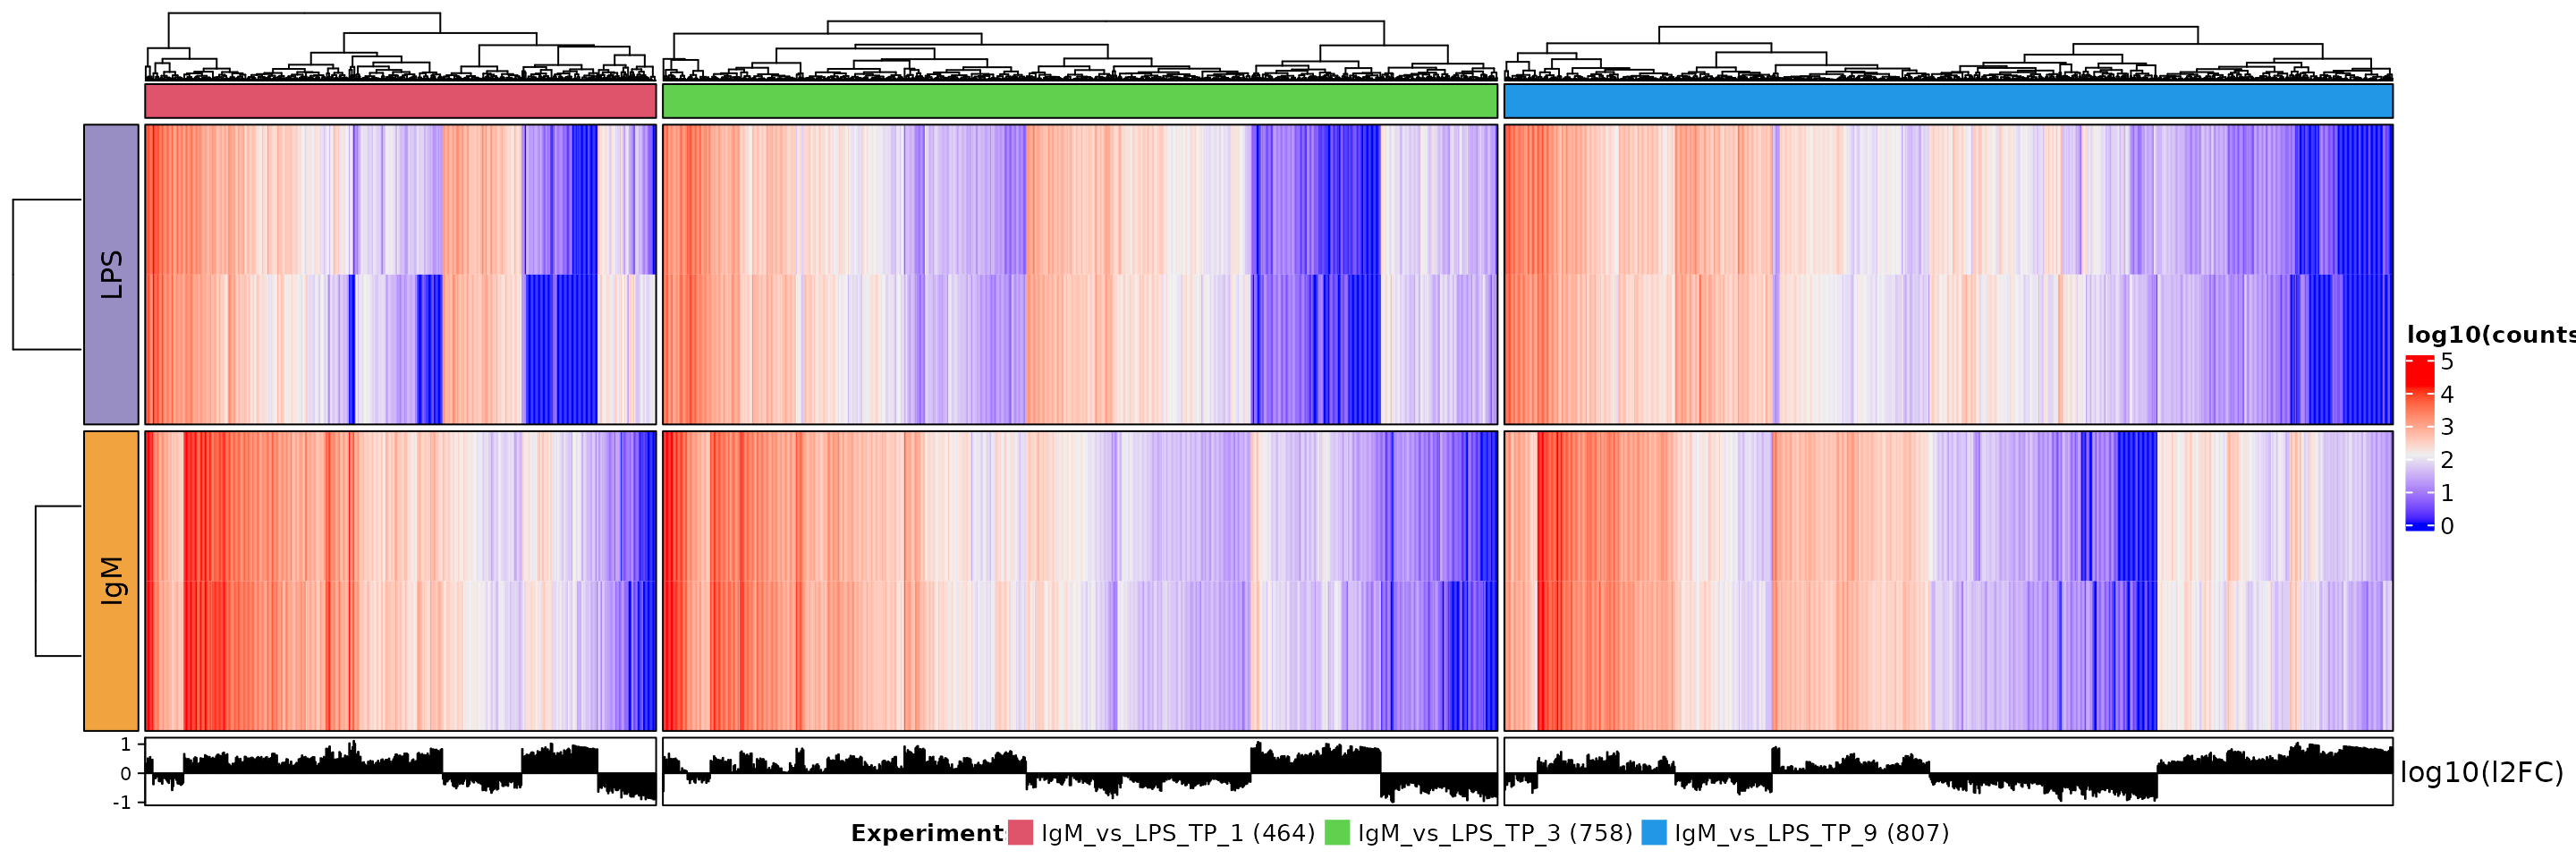 LPS
IgM
log10(counts
5
4
3
2
1
0
1
0
-1
log10(l2FC)
Experiment IgM_vs_LPS_TP_1 (464) IgM_vs_LPS_TP_3 (758) IgM_vs_LPS_TP_9 (807)